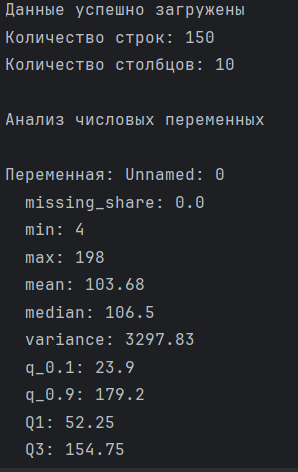 Данные успешно загружены
Количество строк: 150
Количество столбцов: 10
Анализ числовых переменных
Переменная: Unnamed: 0
missing_share: 0.0
min: 4
max: 198
mean: 103.68
median: 106.5
variance: 3297.83
q_0.1: 23.9
q_0.9: 179.2
Q1: 52.25
Q3: 154.75